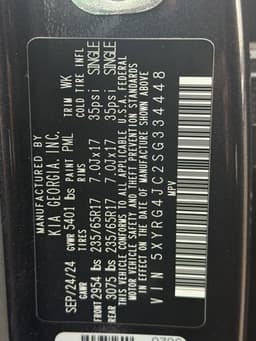 MANUFACTURED BY
KIA GEORGIA, INC.
SEP/24/24 GVWR 5401 lbs PAINT PML TRIM WK
GAWR TIRES RIMS COLD TIRE INFL
FRONT 2954 lbs 235/65R17 7.0Jx17 35psi SINGLE
REAR 3075 lbs 235/65R17 7.0Jx17 35psi SINGLE
THIS VEHICLE CONFORMS TO ALL APPLICABLE U.S.A. FEDERAL
MOTOR VEHICLE SAFETY AND THEFT PREVENTION STANDARDS
IN EFFECT ON THE DATE OF MANUFACTURE SHOWN ABOVE
VIN 5XYRG4JC2SG334448
MPV